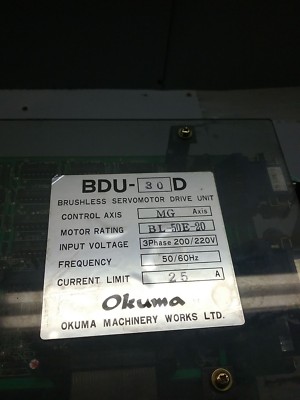 BDU-30D
BRUSHLESS SERVOMOTOR DRIVE UNIT
CONTROL AXIS MG Axis
MOTOR RATING BL-50E-20
INPUT VOLTAGE 3Phase 200/220V
FREQUENCY 50/60Hz
CURRENT LIMIT 25 A
Okuma
OKUMA MACHINERY WORKS LTD.